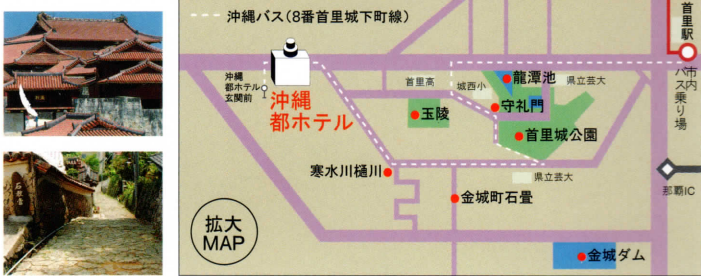 沖縄バス(8番首里城下町線)
首里駅
市内バス乗り場
沖縄
都ホテル
玄関前
沖縄
都ホテル
首里高
城西小
龍潭池
県立芸大
守礼門
玉陵
首里城公園
寒水川樋川
県立芸大
金城町石畳
那覇IC
拡大
MAP
金城ダム